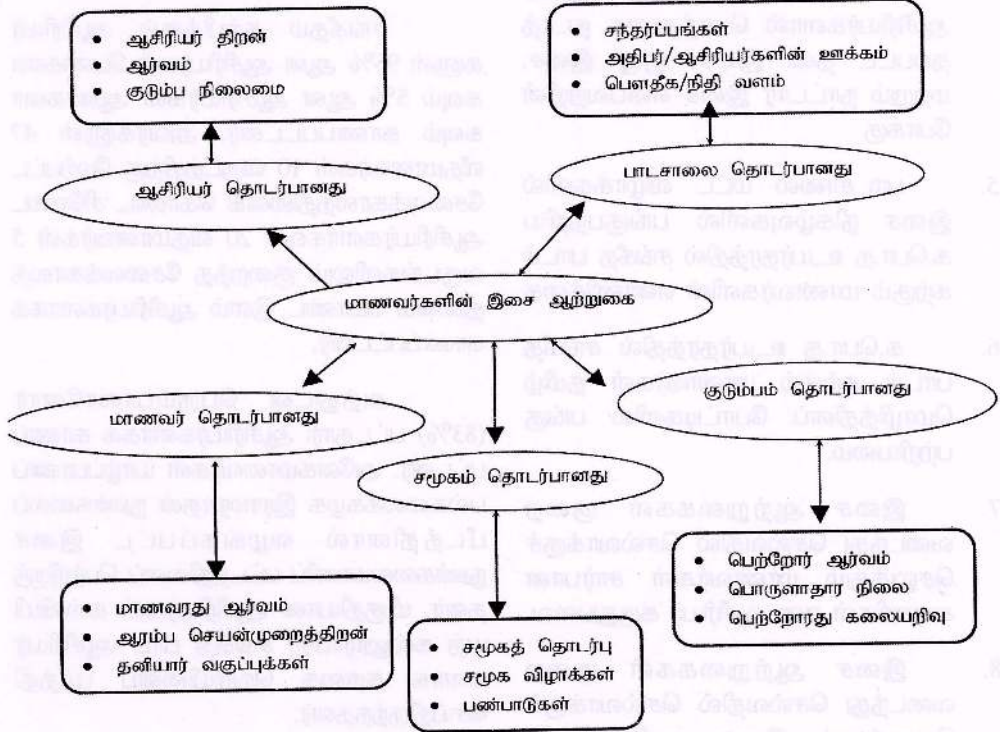 • ஆசிரியர் திறன்
• ஆர்வம்
• குடும்ப நிலைமை
• சந்தர்ப்பங்கள்
• அதிபர்/ஆசிரியர்களின் ஊக்கம்
• பௌதிக/நிதி வளம்
ஆசிரியர் தொடர்பானது
பாடசாலை தொடர்பானது
மாணவர்களின் இசை ஆற்றுகை
மாணவர் தொடர்பானது
குடும்பம் தொடர்பானது
சமூகம் தொடர்பானது
• மாணவரது ஆர்வம்
• ஆரம்ப செயன்முறைத்திறன்
• தனியார் வகுப்புக்கள்
• சமூகத் தொடர்பு
• சமூக விழாக்கள்
• பண்பாடுகள்
• பெற்றோர் ஆர்வம்
• பொருளாதார நிலை
• பெற்றோரது கலையறிவு